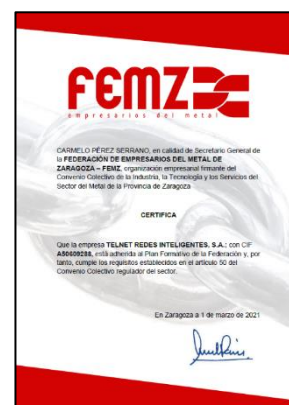 FEMZ
empresarios del metal
CARMELO PÉREZ SERRANO, en calidad de Secretario General de
la FEDERACIÓN DE EMPRESARIOS DEL METAL DE
ZARAGOZA – FEMZ, organización empresarial firmante del
Convenio Colectivo de la Industria, la Tecnología y los Servicios del
Sector del Metal de la Provincia de Zaragoza
CERTIFICA
Que la empresa TELNET REDES INTELIGENTES, S.A.; con CIF
A50609288, está adherida al Plan Formativo de la Federación y, por
tanto, cumple los requisitos establecidos en el artículo 50 del
Convenio Colectivo regulador del sector.
En Zaragoza a 1 de marzo de 2021